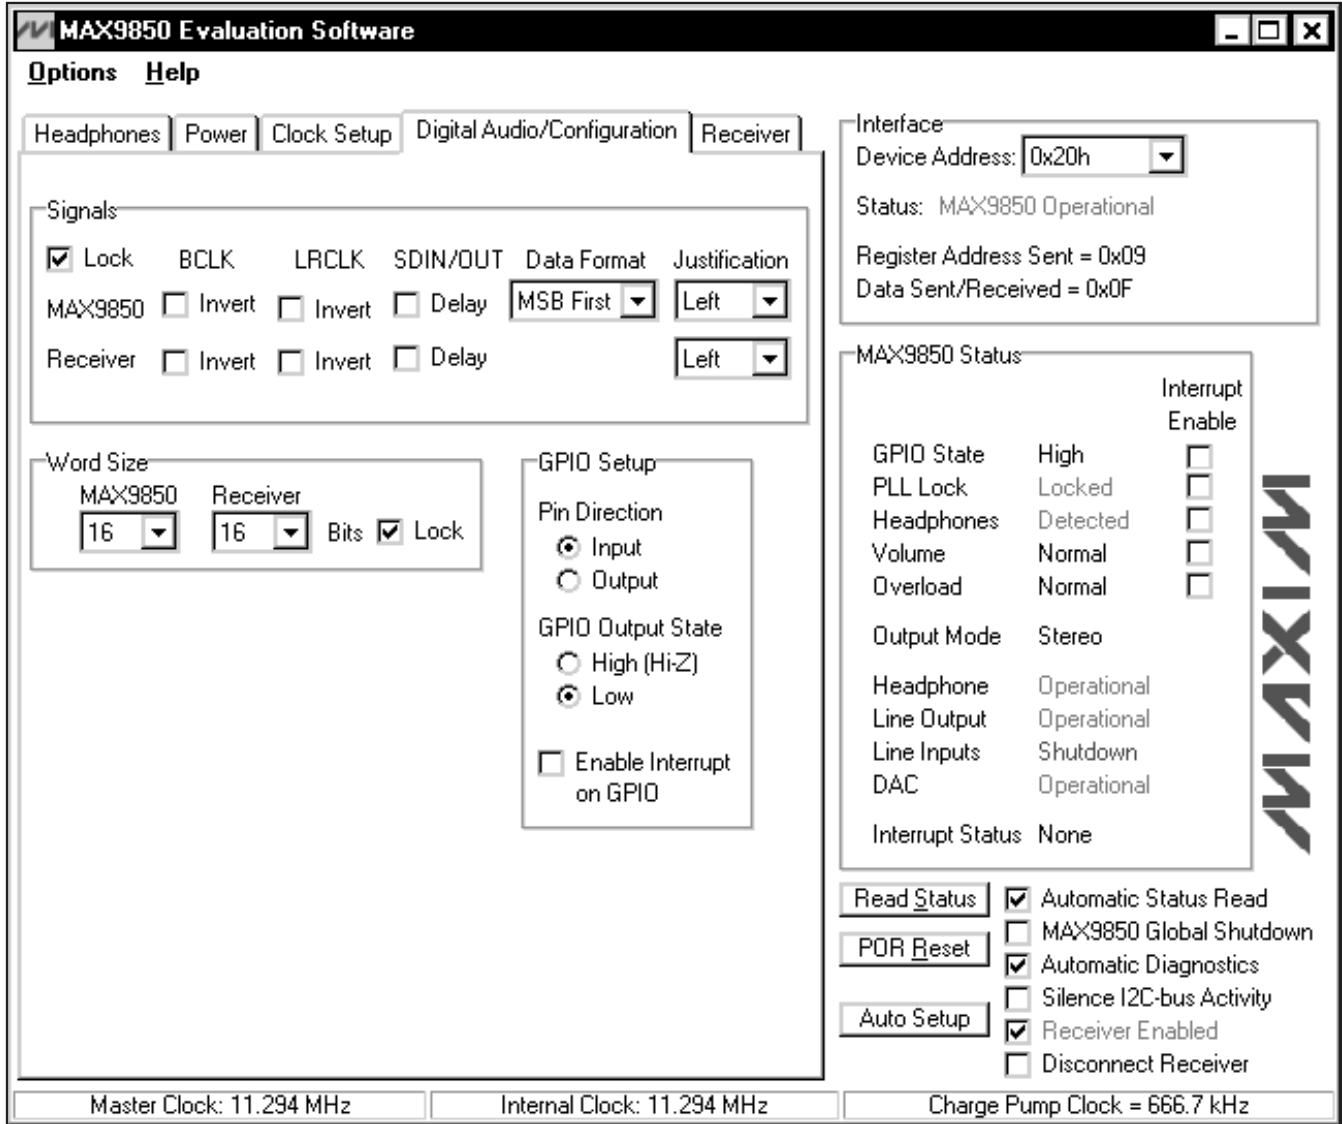 MAX9850 Evaluation Software
Options Help
Headphones Power Clock Setup Digital Audio/Configuration Receiver
Signals
Lock BCLK LRCLK SDIN/OUT Data Format Justification
MAX9850 Invert Invert Delay MSB First Left
Receiver Invert Invert Delay Left
Word Size
MAX9850 Receiver
16 16 Bits Lock
GPIO Setup
Pin Direction
Input
Output
GPIO Output State
High (Hi-Z)
Low
Enable Interrupt
on GPIO
Interface
Device Address: 0x20h
Status: MAX9850 Operational
Register Address Sent = 0x09
Data Sent/Received = 0x0F
MAX9850 Status
Interrupt
Enable
GPIO State High
PLL Lock Locked
Headphones Detected
Volume Normal
Overload Normal
Output Mode Stereo
Headphone Operational
Line Output Operational
Line Inputs Shutdown
DAC Operational
Interrupt Status None
MAXIM
Read Status Automatic Status Read
MAX9850 Global Shutdown
POR Reset
Automatic Diagnostics
Silence I2C-bus Activity
Auto Setup
Receiver Enabled
Disconnect Receiver
Master Clock: 11.294 MHz Internal Clock: 11.294 MHz Charge Pump Clock = 666.7 kHz